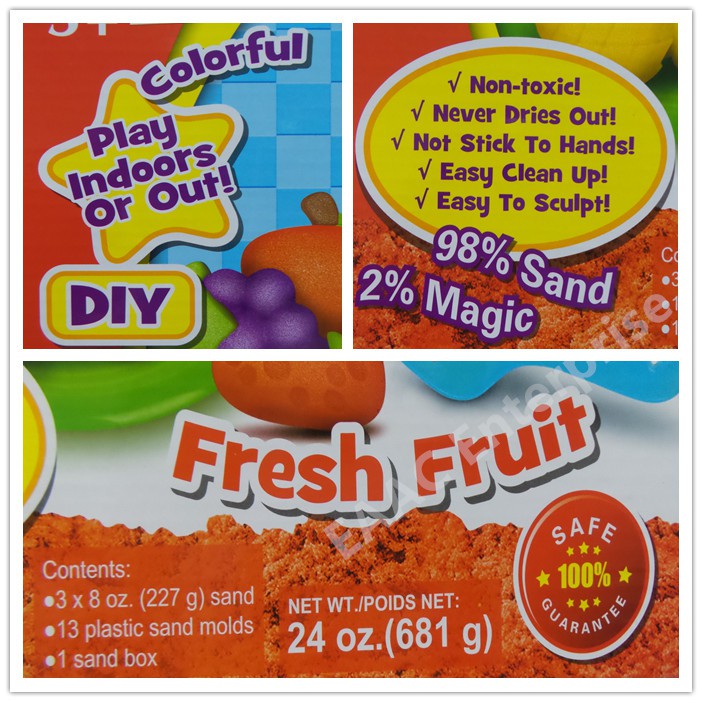 Colorful
Play
Indoors
or Out!
DIY
√ Non-toxic!
√ Never Dries Out!
√ Not Stick To Hands!
√ Easy Clean Up!
√ Easy To Sculpt!
98% Sand
2% Magic
Fresh Fruit
Contents:
●3 x 8 oz. (227 g) sand
●13 plastic sand molds
●1 sand box
NET WT./POIDS NET:
24 oz.(681 g)
SAFE
100%
GUARANTEE
EAAC Enterprise